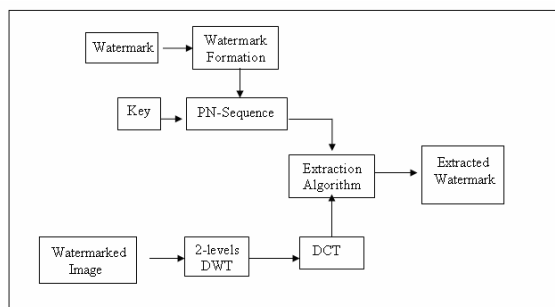 Watermark
Watermark
Formation
Key
PN-Sequence
Extraction
Algorithm
Extracted
Watermark
Watermarked
Image
2-levels
DWT
DCT